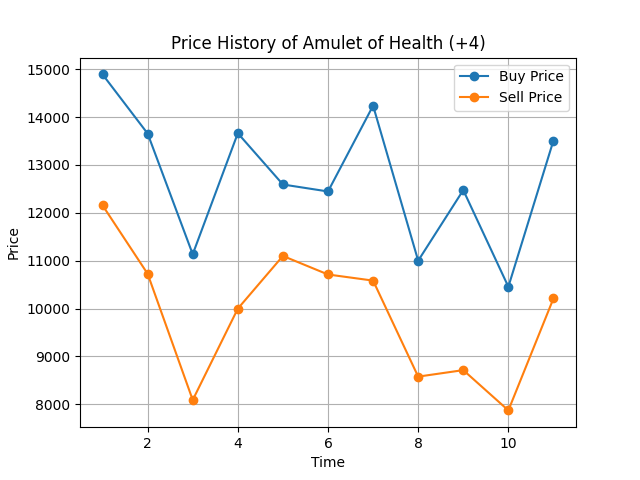 Price History of Amulet of Health (+4)
Buy Price
Sell Price
15000
14000
13000
12000
11000
10000
9000
8000
Price
2 4 6 8 10
Time